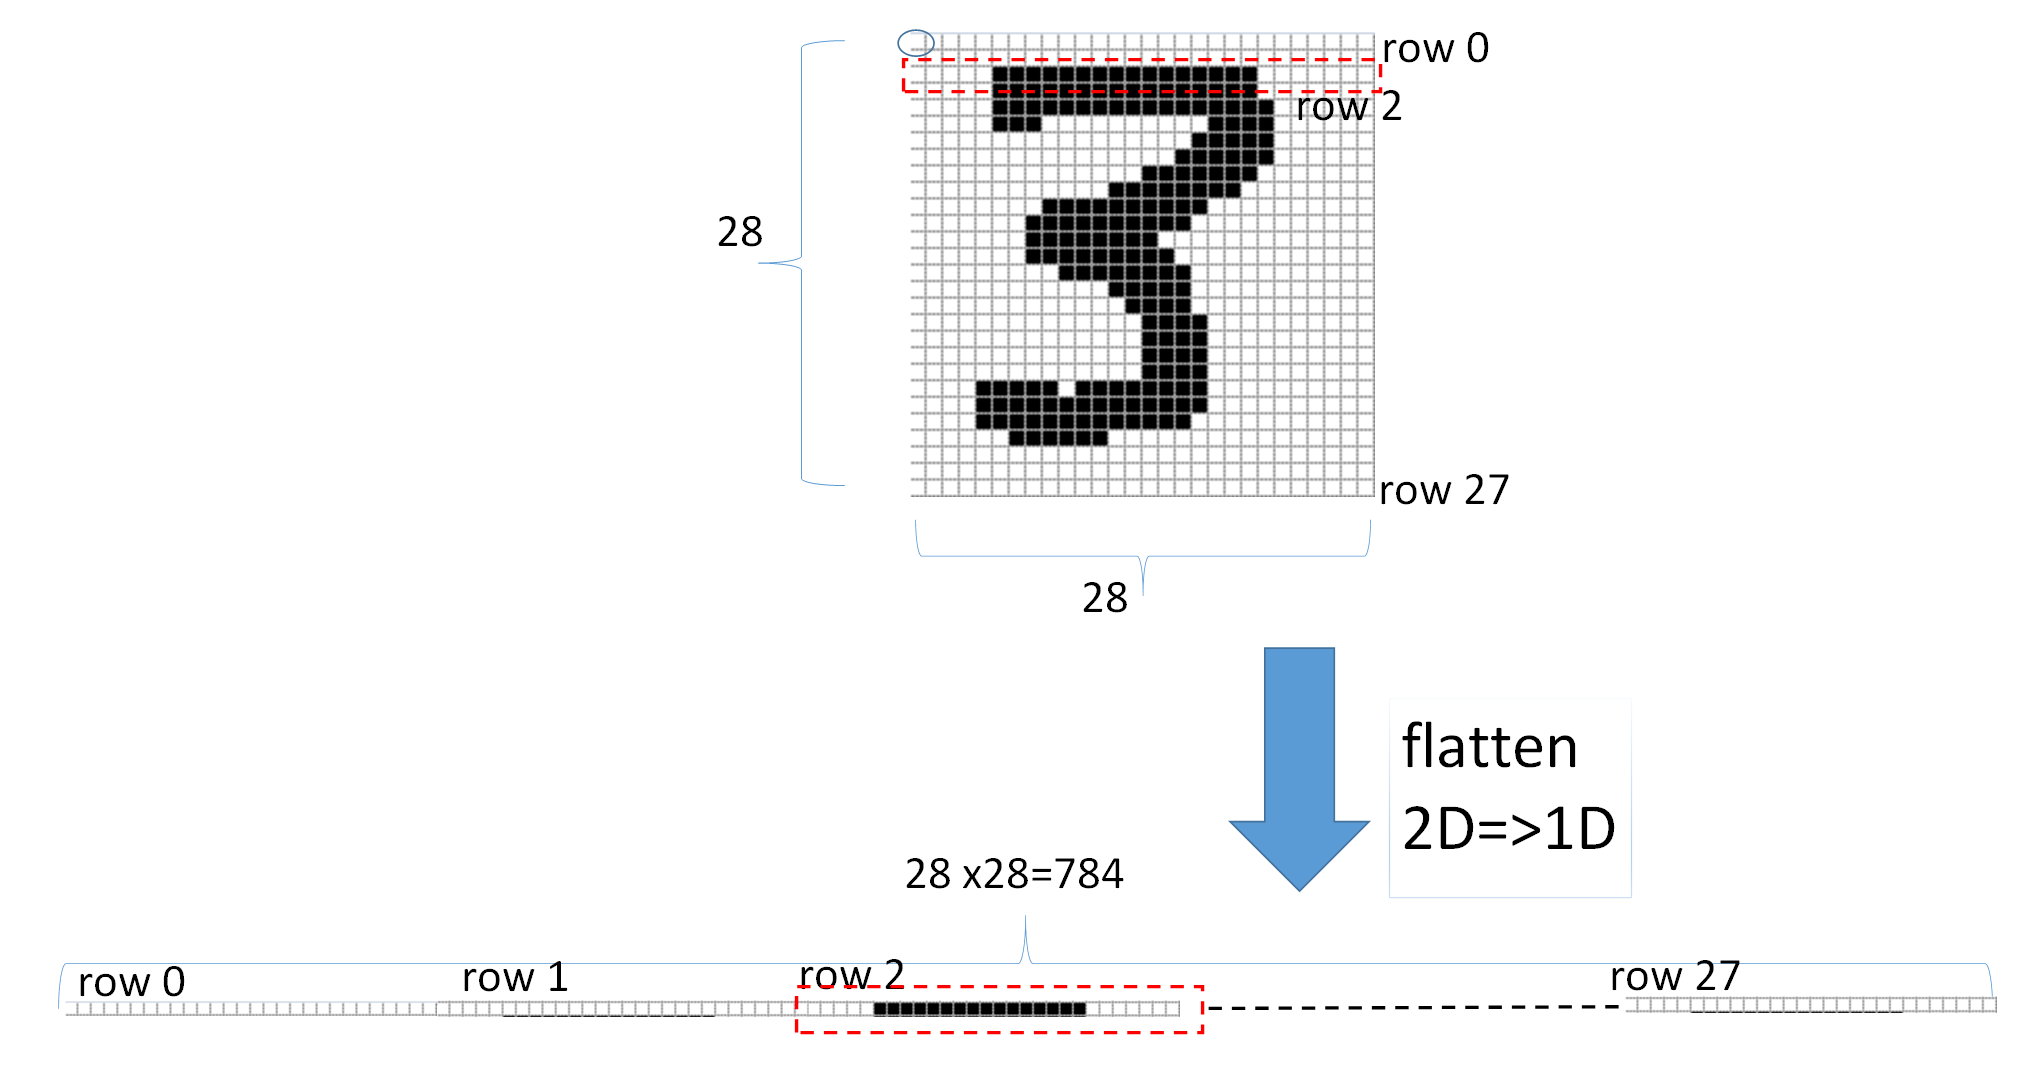 row 0
row 2
28
row 27
28
flatten
2D=>1D
28 x28=784
row 0
row 1
row 2
row 27